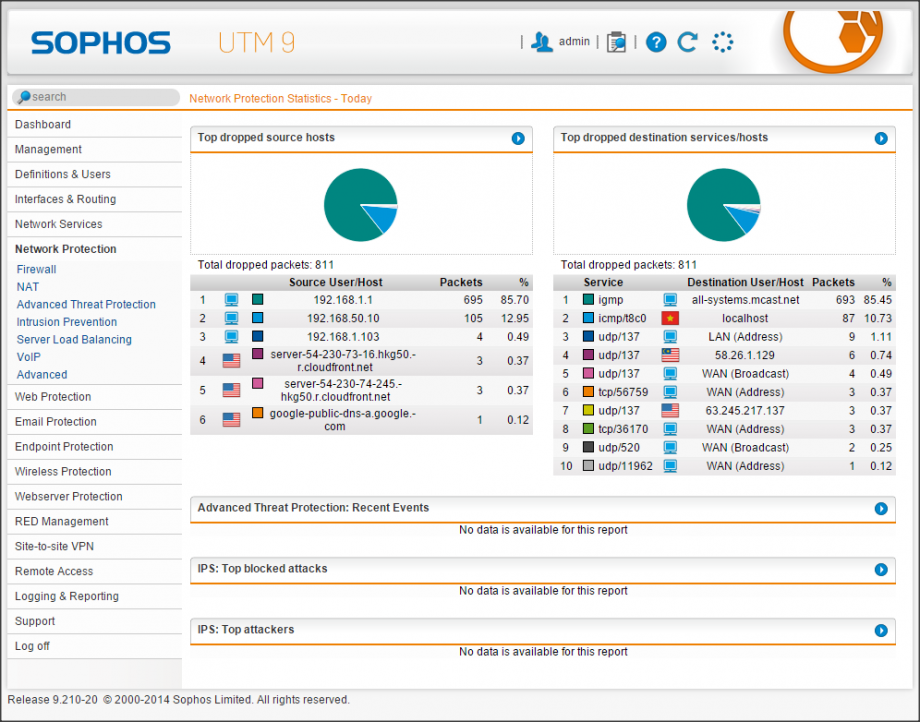 SOPHOS UTM 9 | admin | | ?
search
Network Protection Statistics - Today
Dashboard
Management
Definitions & Users
Interfaces & Routing
Network Services
Network Protection
Firewall
NAT
Advanced Threat Protection
Intrusion Prevention
Server Load Balancing
VoIP
Advanced
Web Protection
Email Protection
Endpoint Protection
Wireless Protection
Webserver Protection
RED Management
Site-to-site VPN
Remote Access
Logging & Reporting
Support
Log off
Top dropped source hosts
Total dropped packets: 811
Source User/Host Packets %
1 192.168.1.1 695 85.70
2 192.168.50.10 105 12.95
3 192.168.1.103 4 0.49
4 server-54-230-73-16.hkg50.-
r.cloudfront.net 3 0.37
5 server-54-230-74-245.-
hkg50.r.cloudfront.net 3 0.37
6 google-public-dns-a.google.-
com 1 0.12
Top dropped destination services/hosts
Total dropped packets: 811
Service Destination User/Host Packets %
1 igmp all-systems.mcast.net 693 85.45
2 icmp/t8c0 localhost 87 10.73
3 udp/137 LAN (Address) 9 1.11
4 udp/137 58.26.1.129 6 0.74
5 udp/137 WAN (Broadcast) 4 0.49
6 tcp/56759 WAN (Address) 3 0.37
7 udp/137 63.245.217.137 3 0.37
8 tcp/36170 WAN (Address) 3 0.37
9 udp/520 WAN (Broadcast) 2 0.25
10 udp/11962 WAN (Address) 1 0.12
Advanced Threat Protection: Recent Events
No data is available for this report
IPS: Top blocked attacks
No data is available for this report
IPS: Top attackers
No data is available for this report
Release 9.210-20 © 2000-2014 Sophos Limited. All rights reserved.